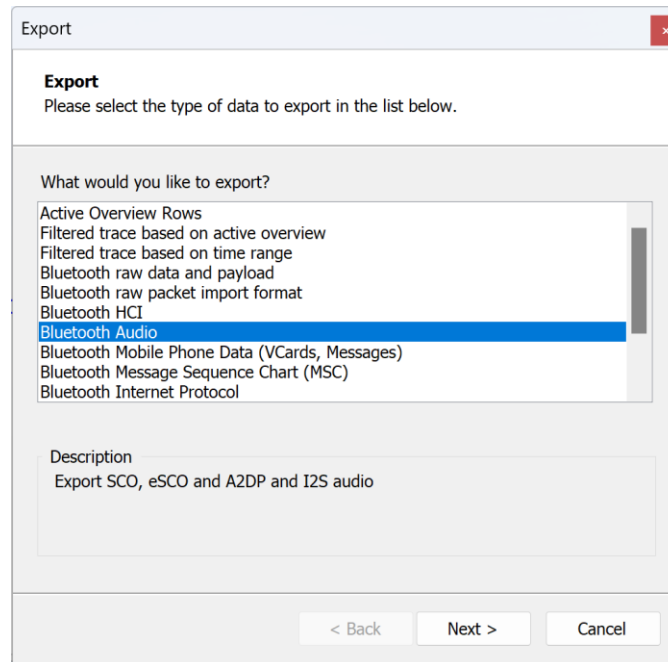 Export
Export
Please select the type of data to export in the list below.
What would you like to export?
Active Overview Rows
Filtered trace based on active overview
Filtered trace based on time range
Bluetooth raw data and payload
Bluetooth raw packet import format
Bluetooth HCI
Bluetooth Audio
Bluetooth Mobile Phone Data (VCards, Messages)
Bluetooth Message Sequence Chart (MSC)
Bluetooth Internet Protocol
Description
Export SCO, eSCO and A2DP and I2S audio
< Back Next > Cancel